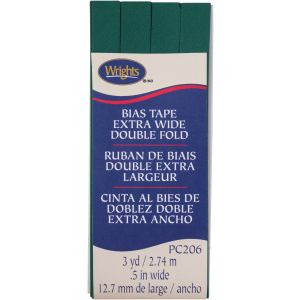 Wrights
BIAS TAPE
EXTRA WIDE
DOUBLE FOLD
RUBAN DE BIAIS
DOUBLE EXTRA
LARGEUR
CINTA AL BIES DE
DOBLEZ DOBLE
EXTRA ANCHO
PC206
3 yd / 2.74 m
.5 in wide
12.7 mm de large / ancho